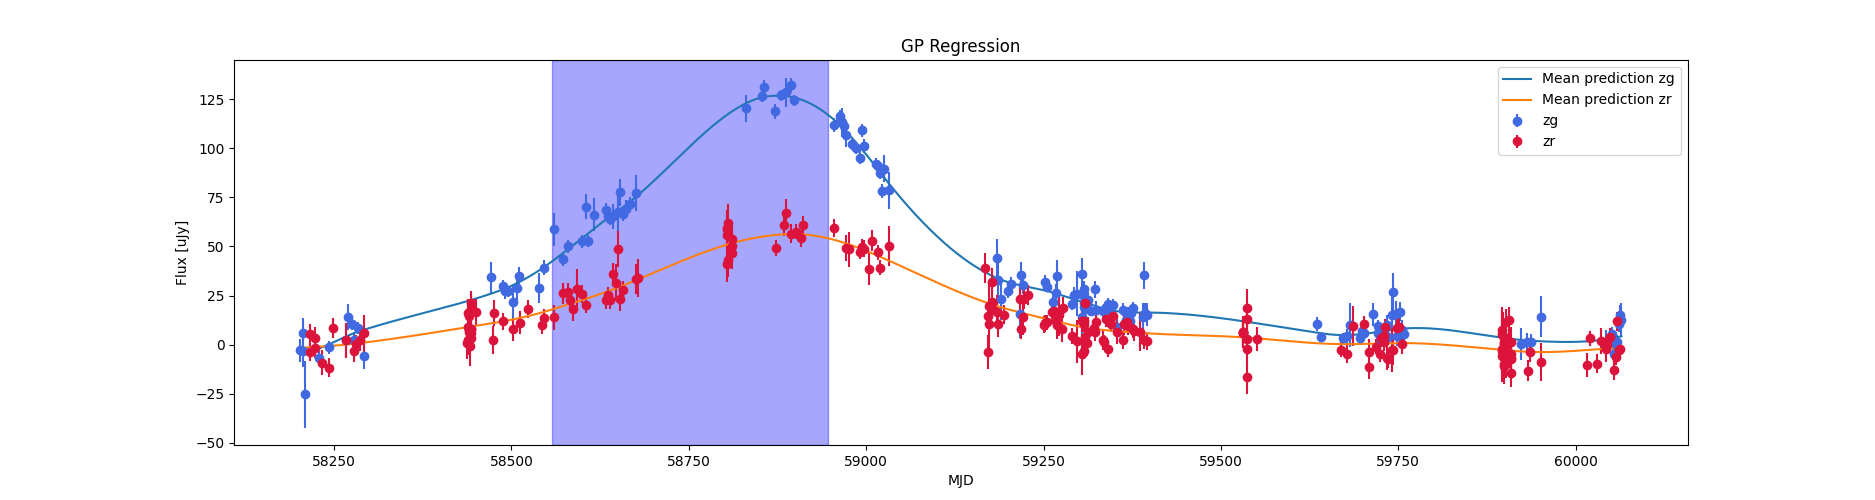 GP Regression
Flux [uJy]
125
100
75
50
25
0
−25
−50
58250
58500
58750
59000
59250
59500
59750
60000
MJD
Mean prediction zg
Mean prediction zr
zg
zr